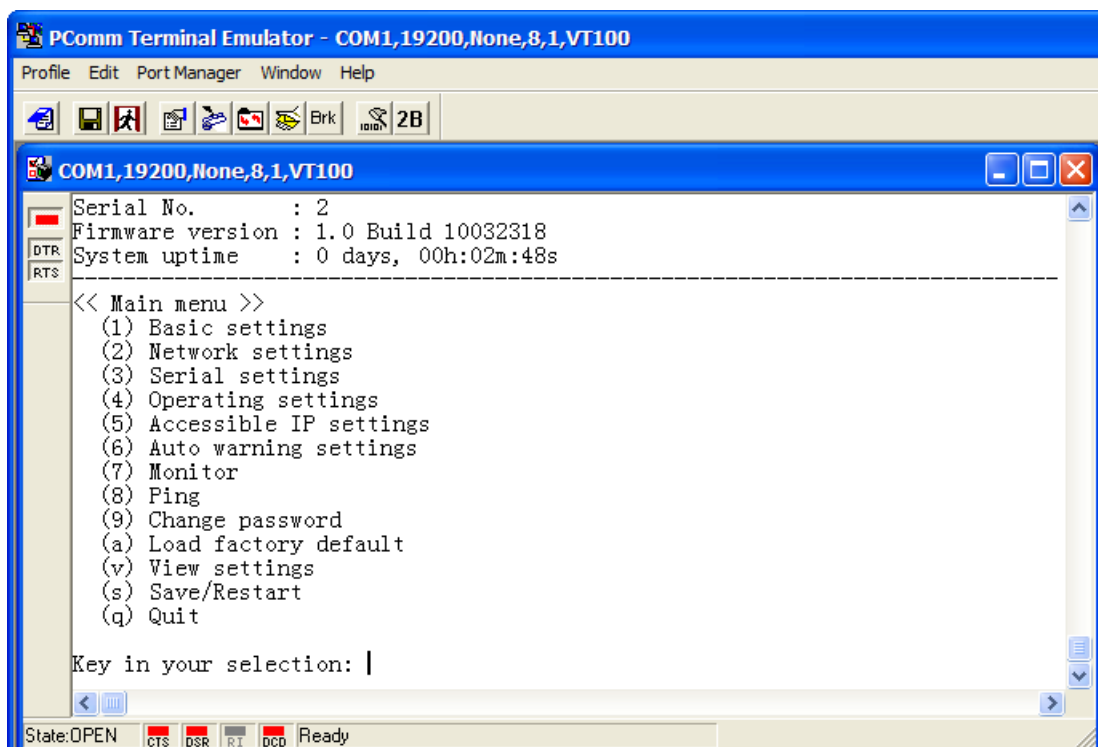 PComm Terminal Emulator - COM1,19200,None,8,1,VT100
Profile Edit Port Manager Window Help
Brk 2B
COM1,19200,None,8,1,VT100
DTR
RTS
Serial No. : 2
Firmware version : 1.0 Build 10032318
System uptime : 0 days, 00h:02m:48s
--------------------------------------------------------------------------------
<< Main menu >>
(1) Basic settings
(2) Network settings
(3) Serial settings
(4) Operating settings
(5) Accessible IP settings
(6) Auto warning settings
(7) Monitor
(8) Ping
(9) Change password
(a) Load factory default
(v) View settings
(s) Save/Restart
(q) Quit
Key in your selection:
State:OPEN CTS DSR RI DCD Ready